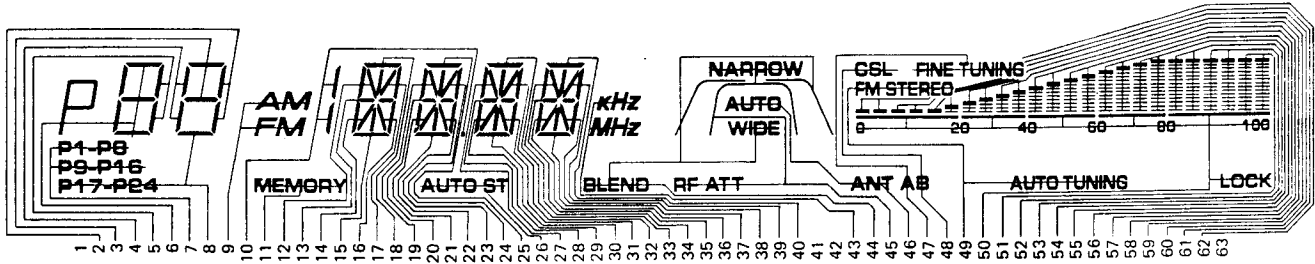 P 8 8
P1-P8
P9-P16
P17-P24
AM
FM
kHz
MHz
MEMORY
AUTO ST
BLEND
RF ATT
NARROW
AUTO
WIDE
ANT AB
CSL FINE TUNING
FM STEREO
0 20 40 60 80 100
AUTO TUNING
LOCK
1 2 3 4 5 6 7 8 9 10 11 12 13 14 15 16 17 18 19 20 21 22 23 24 25 26 27 28 29 30 31 32 33 34 35 36 37 38 39 40 41 42 43 44 45 46 47 48 49 50 51 52 53 54 55 56 57 58 59 60 61 62 63